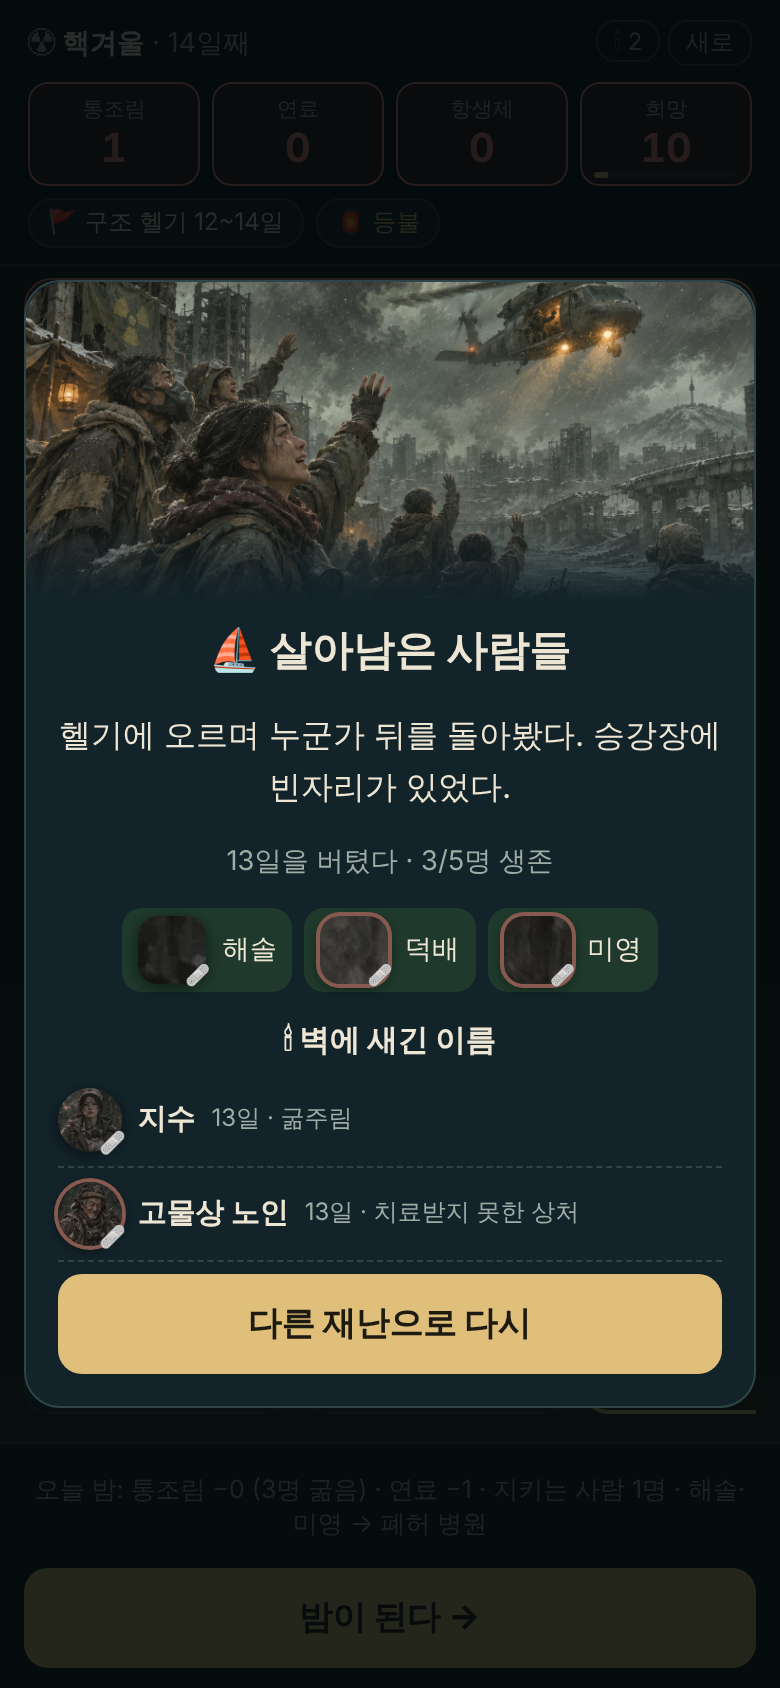 핵겨울 · 14일째
2
새로
통조림
연료
항생제
희망
1
0
0
10
구조 헬기 12~14일
등불
살아남은 사람들
헬기에 오르며 누군가 뒤를 돌아봤다. 승강장에
빈자리가 있었다.
13일을 버텼다 · 3/5명 생존
해솔
덕배
미영
벽에 새긴 이름
지수 13일 · 굶주림
고물상 노인 13일 · 치료받지 못한 상처
다른 재난으로 다시
오늘 밤: 통조림 −0 (3명 굶음) · 연료 −1 · 지키는 사람 1명 · 해솔·
미영 → 폐허 병원
밤이 된다 →